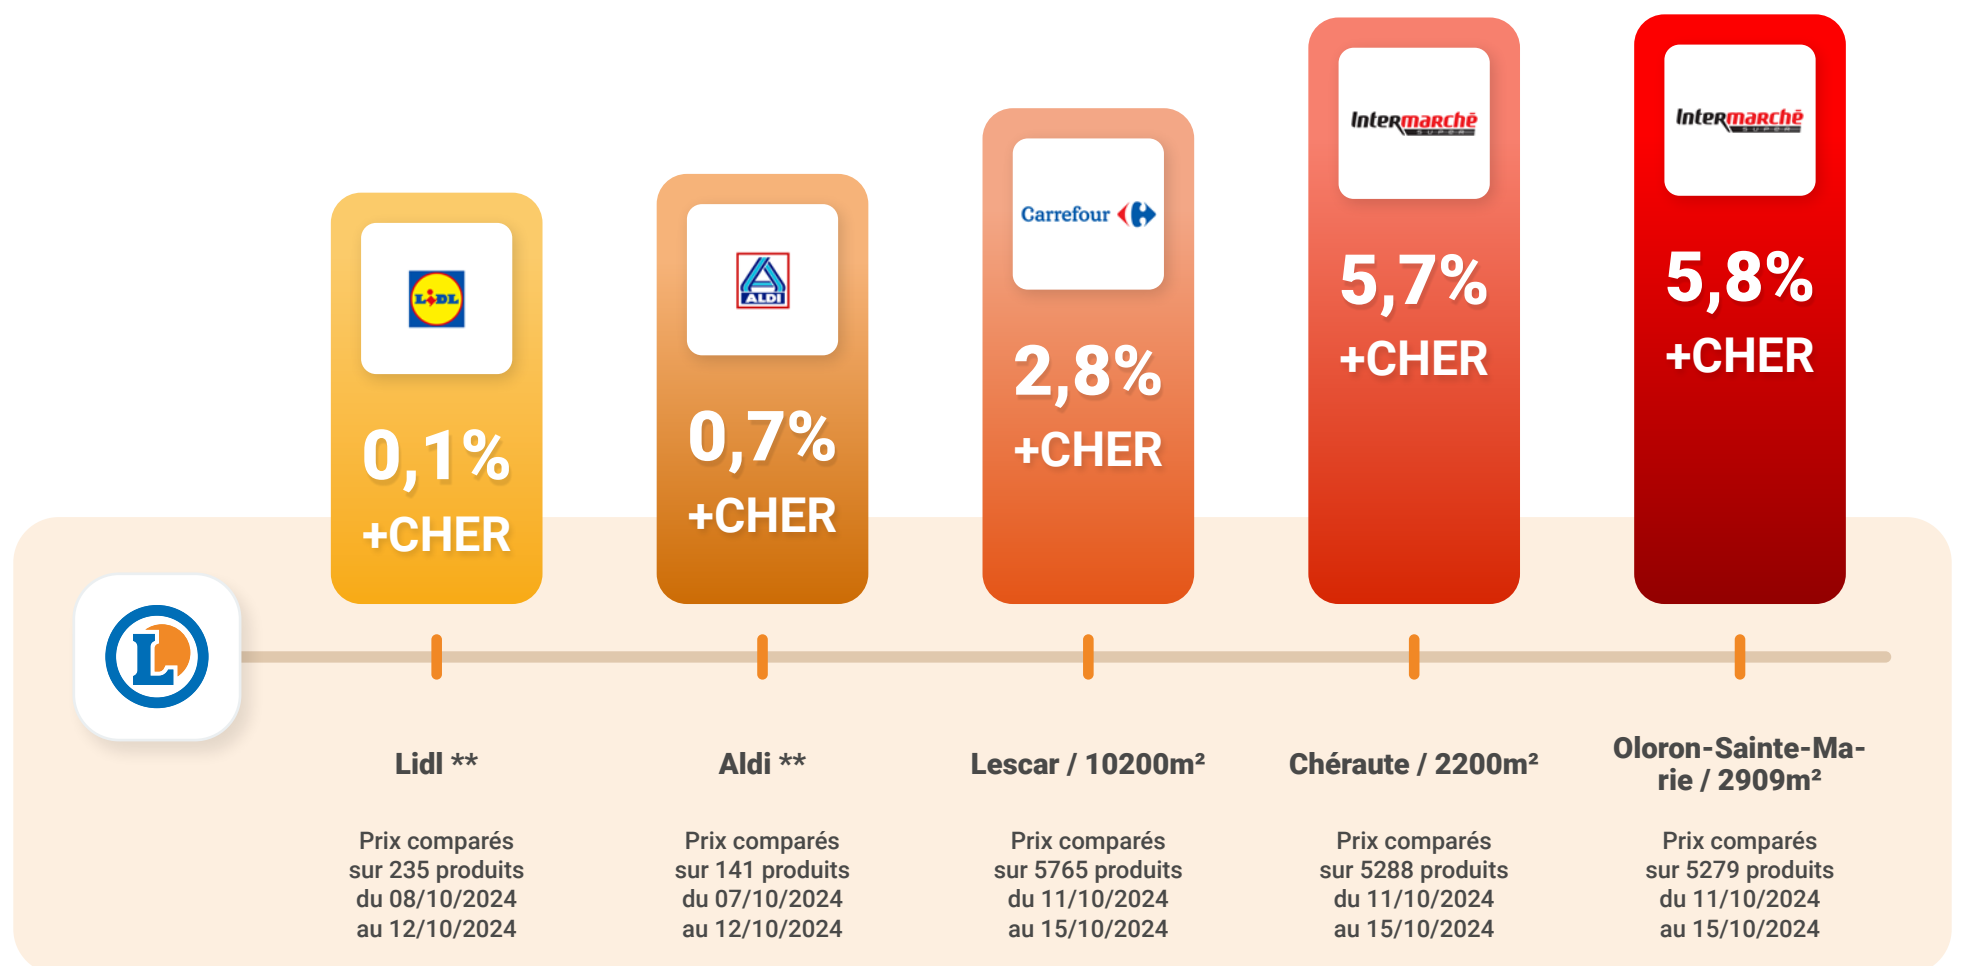 LiDL
0,1%
+CHER
ALDI
0,7%
+CHER
Carrefour
2,8%
+CHER
Intermarchē
SUPER
5,7%
+CHER
Intermarchē
SUPER
5,8%
+CHER
L
Lidl **
Prix comparés
sur 235 produits
du 08/10/2024
au 12/10/2024
Aldi **
Prix comparés
sur 141 produits
du 07/10/2024
au 12/10/2024
Lescar / 10200m²
Prix comparés
sur 5765 produits
du 11/10/2024
au 15/10/2024
Chéraute / 2200m²
Prix comparés
sur 5288 produits
du 11/10/2024
au 15/10/2024
Oloron-Sainte-Ma-
rie / 2909m²
Prix comparés
sur 5279 produits
du 11/10/2024
au 15/10/2024